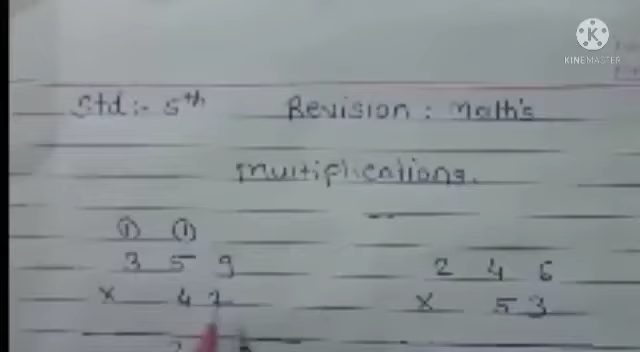 KINEMASTER
Std:- 5th Revision : Math's
multiplications.
① ①
3 5 9 2 4 6
× 4 2 × 5 3